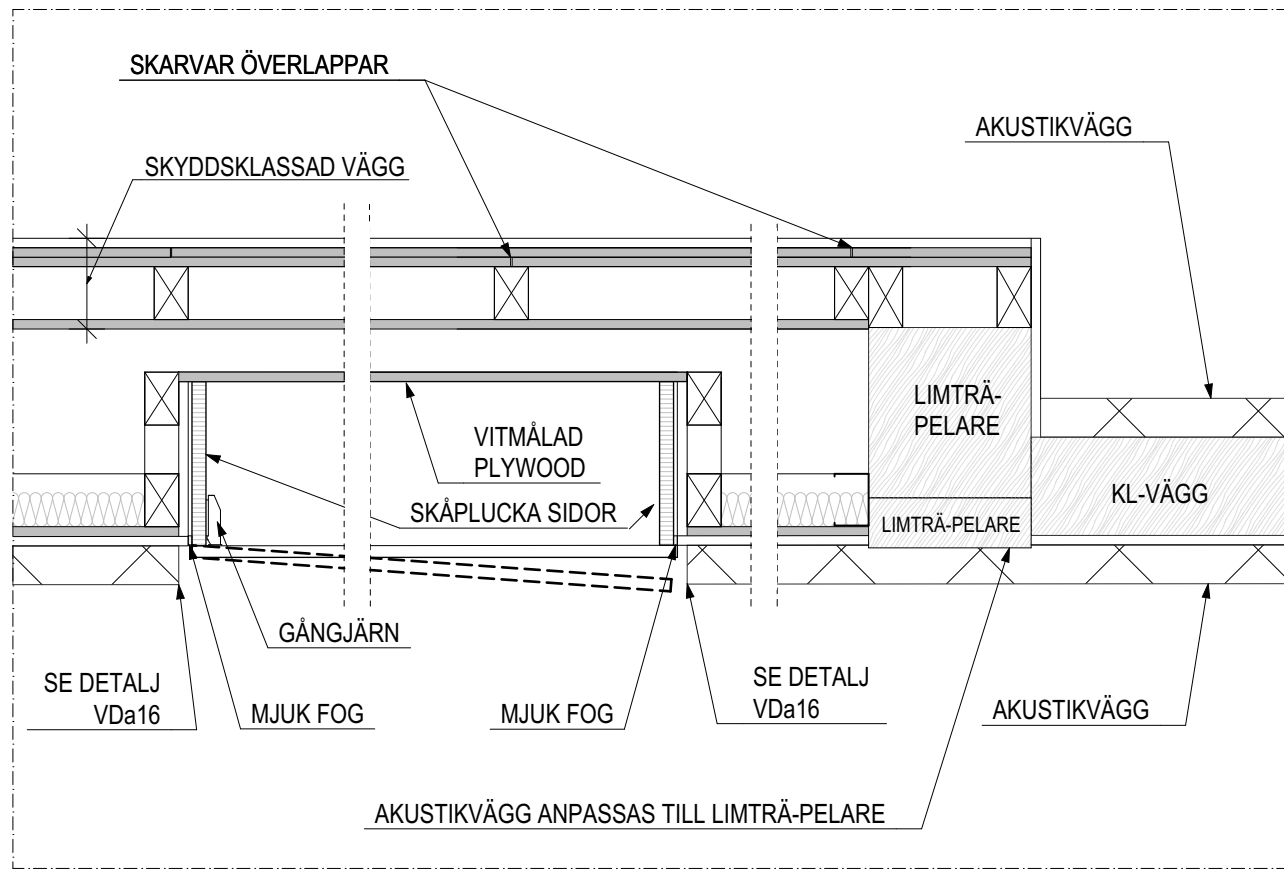 SKARVAR ÖVERLAPPAR
AKUSTIKVÄGG
SKYDDSKLASSAD VÄGG
LIMTRÄ-
PELARE
VITMÅLAD
PLYWOOD
KL-VÄGG
SKÅPLUCKA SIDOR
LIMTRÄ-PELARE
GÅNGJÄRN
SE DETALJ
VDa16
MJUK FOG
MJUK FOG
SE DETALJ
VDa16
AKUSTIKVÄGG
AKUSTIKVÄGG ANPASSAS TILL LIMTRÄ-PELARE